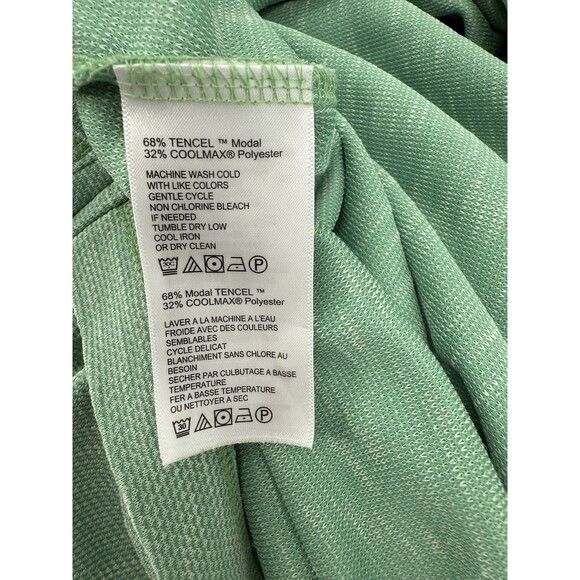 68% TENCEL ™ Modal
32% COOLMAX® Polyester
MACHINE WASH COLD
WITH LIKE COLORS
GENTLE CYCLE
NON CHLORINE BLEACH
IF NEEDED
TUMBLE DRY LOW
COOL IRON
OR DRY CLEAN
30C P
68% Modal TENCEL ™
32% COOLMAX® Polyester
LAVER A LA MACHINE A L'EAU
FROIDE AVEC DES COULEURS
SEMBLABLES
CYCLE DELICAT
BLANCHIMENT SANS CHLORE AU
BESOIN
SECHER PAR CULBUTAGE A BASSE
TEMPERATURE
FER A BASSE TEMPERATURE
OU NETTOYER A SEC
30 P